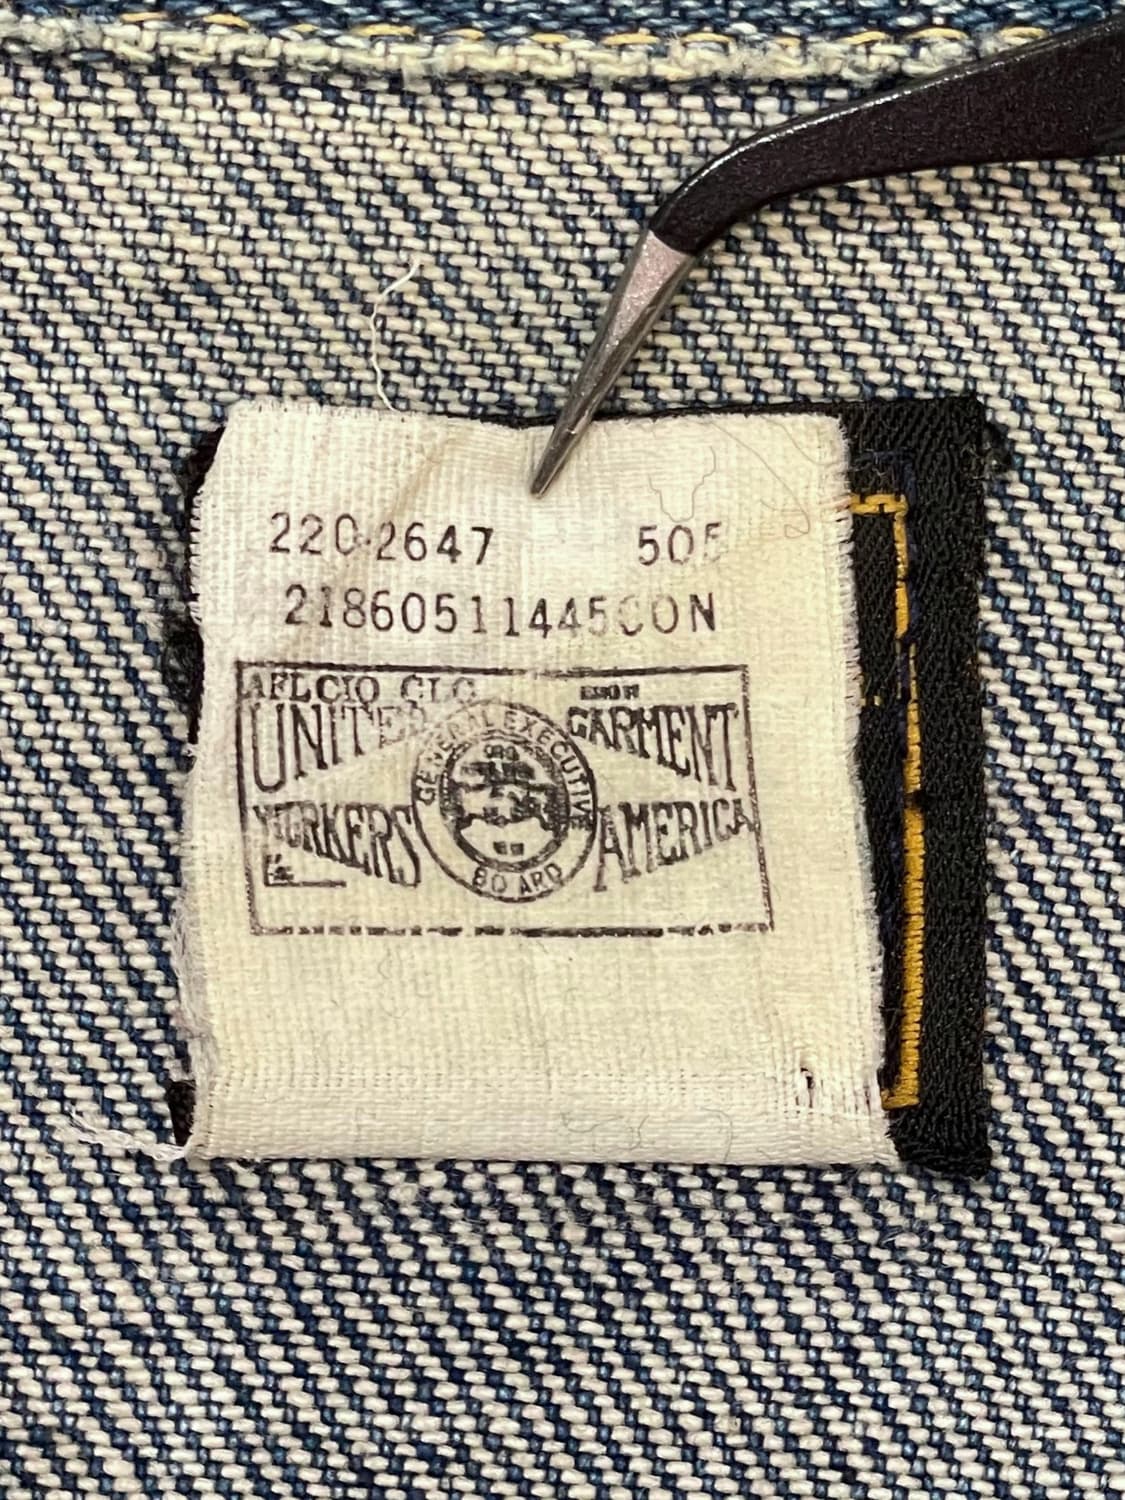 220-2647 505
21860511445CON
AFL CIO CLC
UNITED GARMENT
WORKERS AMERICA
GENERAL EXECUTIVE
BOARD